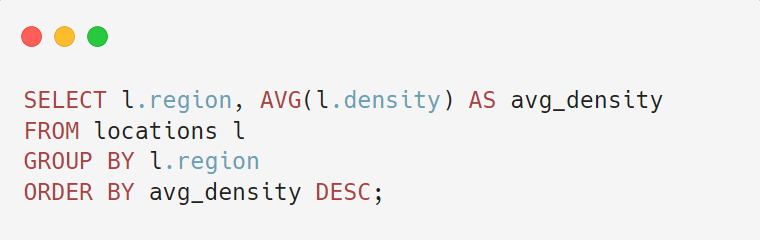 SELECT l.region, AVG(l.density) AS avg_density
FROM locations l
GROUP BY l.region
ORDER BY avg_density DESC;